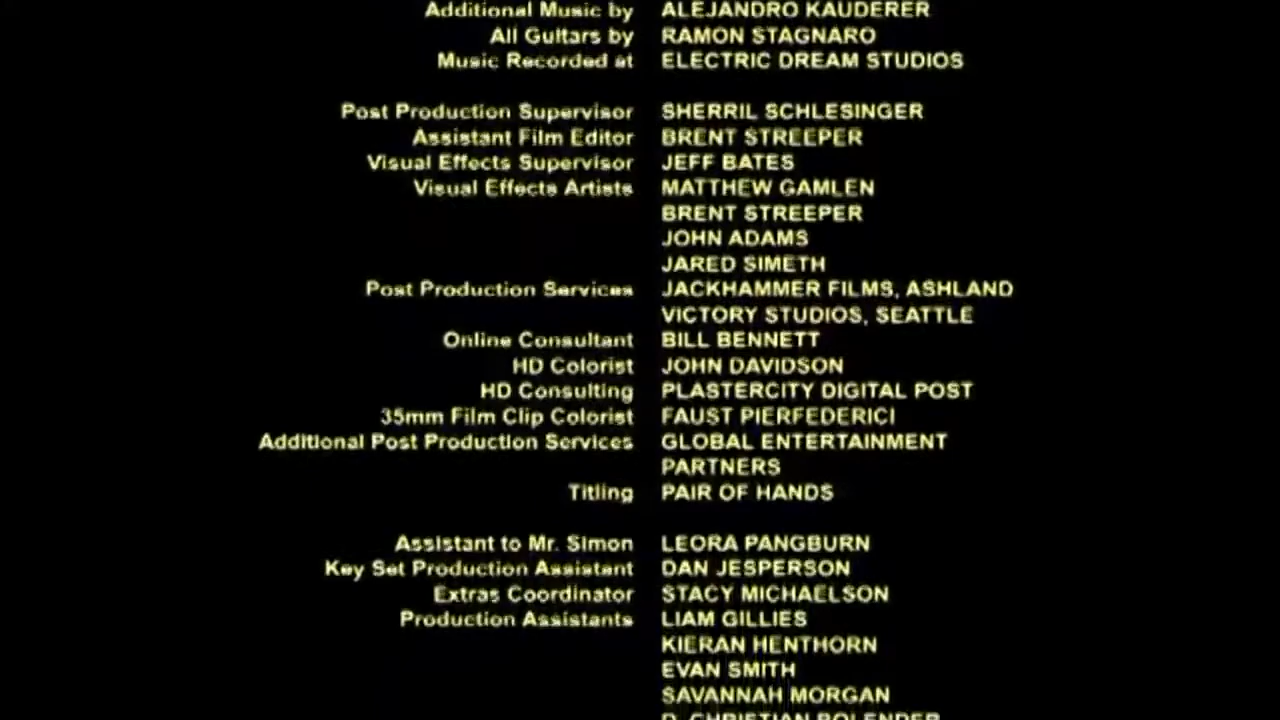 Additional Music by ALEJANDRO KAUDERER
All Guitars by RAMON STAGNARO
Music Recorded at ELECTRIC DREAM STUDIOS
Post Production Supervisor SHERRIL SCHLESINGER
Assistant Film Editor BRENT STREEPER
Visual Effects Supervisor JEFF BATES
Visual Effects Artists MATTHEW GAMLEN
BRENT STREEPER
JOHN ADAMS
JARED SIMETH
Post Production Services JACKHAMMER FILMS, ASHLAND
VICTORY STUDIOS, SEATTLE
Online Consultant BILL BENNETT
HD Colorist JOHN DAVIDSON
HD Consulting PLASTERCITY DIGITAL POST
35mm Film Clip Colorist FAUST PIERFEDERICI
Additional Post Production Services GLOBAL ENTERTAINMENT
PARTNERS
Titling PAIR OF HANDS
Assistant to Mr. Simon LEORA PANGBURN
Key Set Production Assistant DAN JESPERSON
Extras Coordinator STACY MICHAELSON
Production Assistants LIAM GILLIES
KIERAN HENTHORN
EVAN SMITH
SAVANNAH MORGAN
D. CHRISTIAN BOLENDER